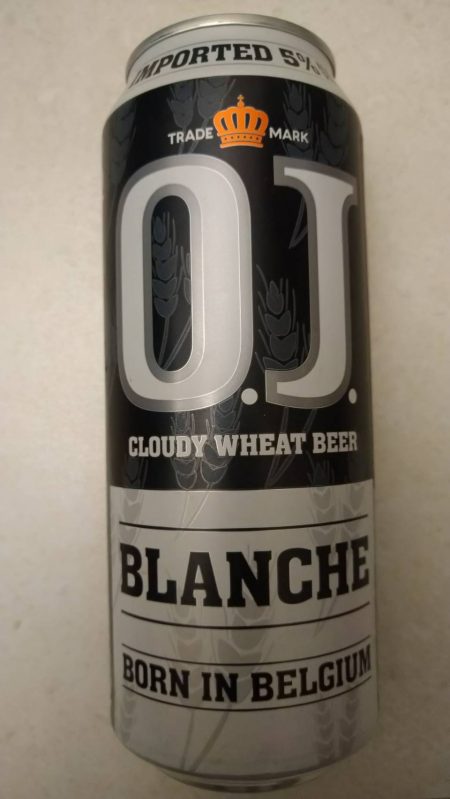 IMPORTED 5%
TRADE MARK
O.J.
CLOUDY WHEAT BEER
BLANCHE
BORN IN BELGIUM